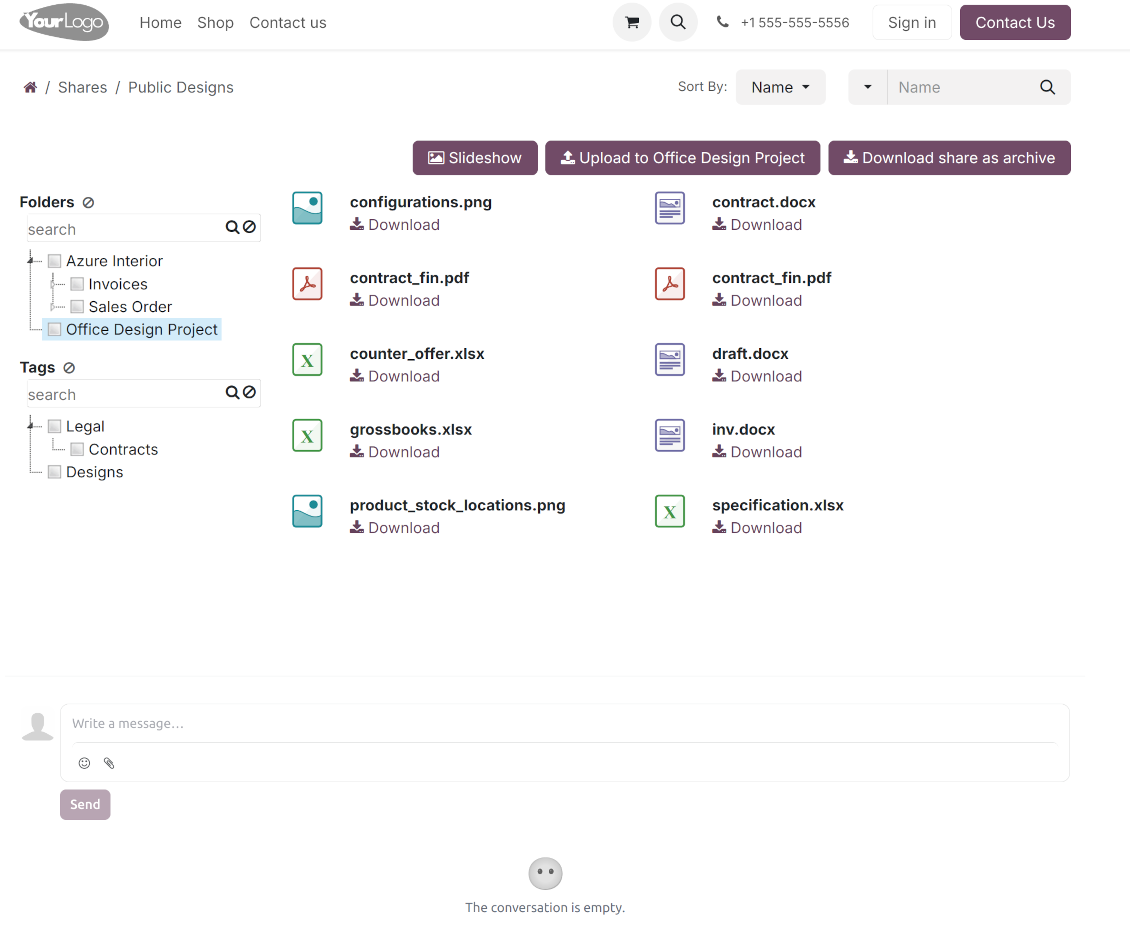 YourLogo Home Shop Contact us +1 555-555-5556 Sign in Contact Us
/ Shares / Public Designs Sort By: Name Name
Slideshow Upload to Office Design Project Download share as archive
Folders
search
Azure Interior
Invoices
Sales Order
Office Design Project
Tags
search
Legal
Contracts
Designs
configurations.png
Download
contract.docx
Download
contract_fin.pdf
Download
contract_fin.pdf
Download
counter_offer.xlsx
Download
draft.docx
Download
grossbooks.xlsx
Download
inv.docx
Download
product_stock_locations.png
Download
specification.xlsx
Download
Write a message...
Send
The conversation is empty.